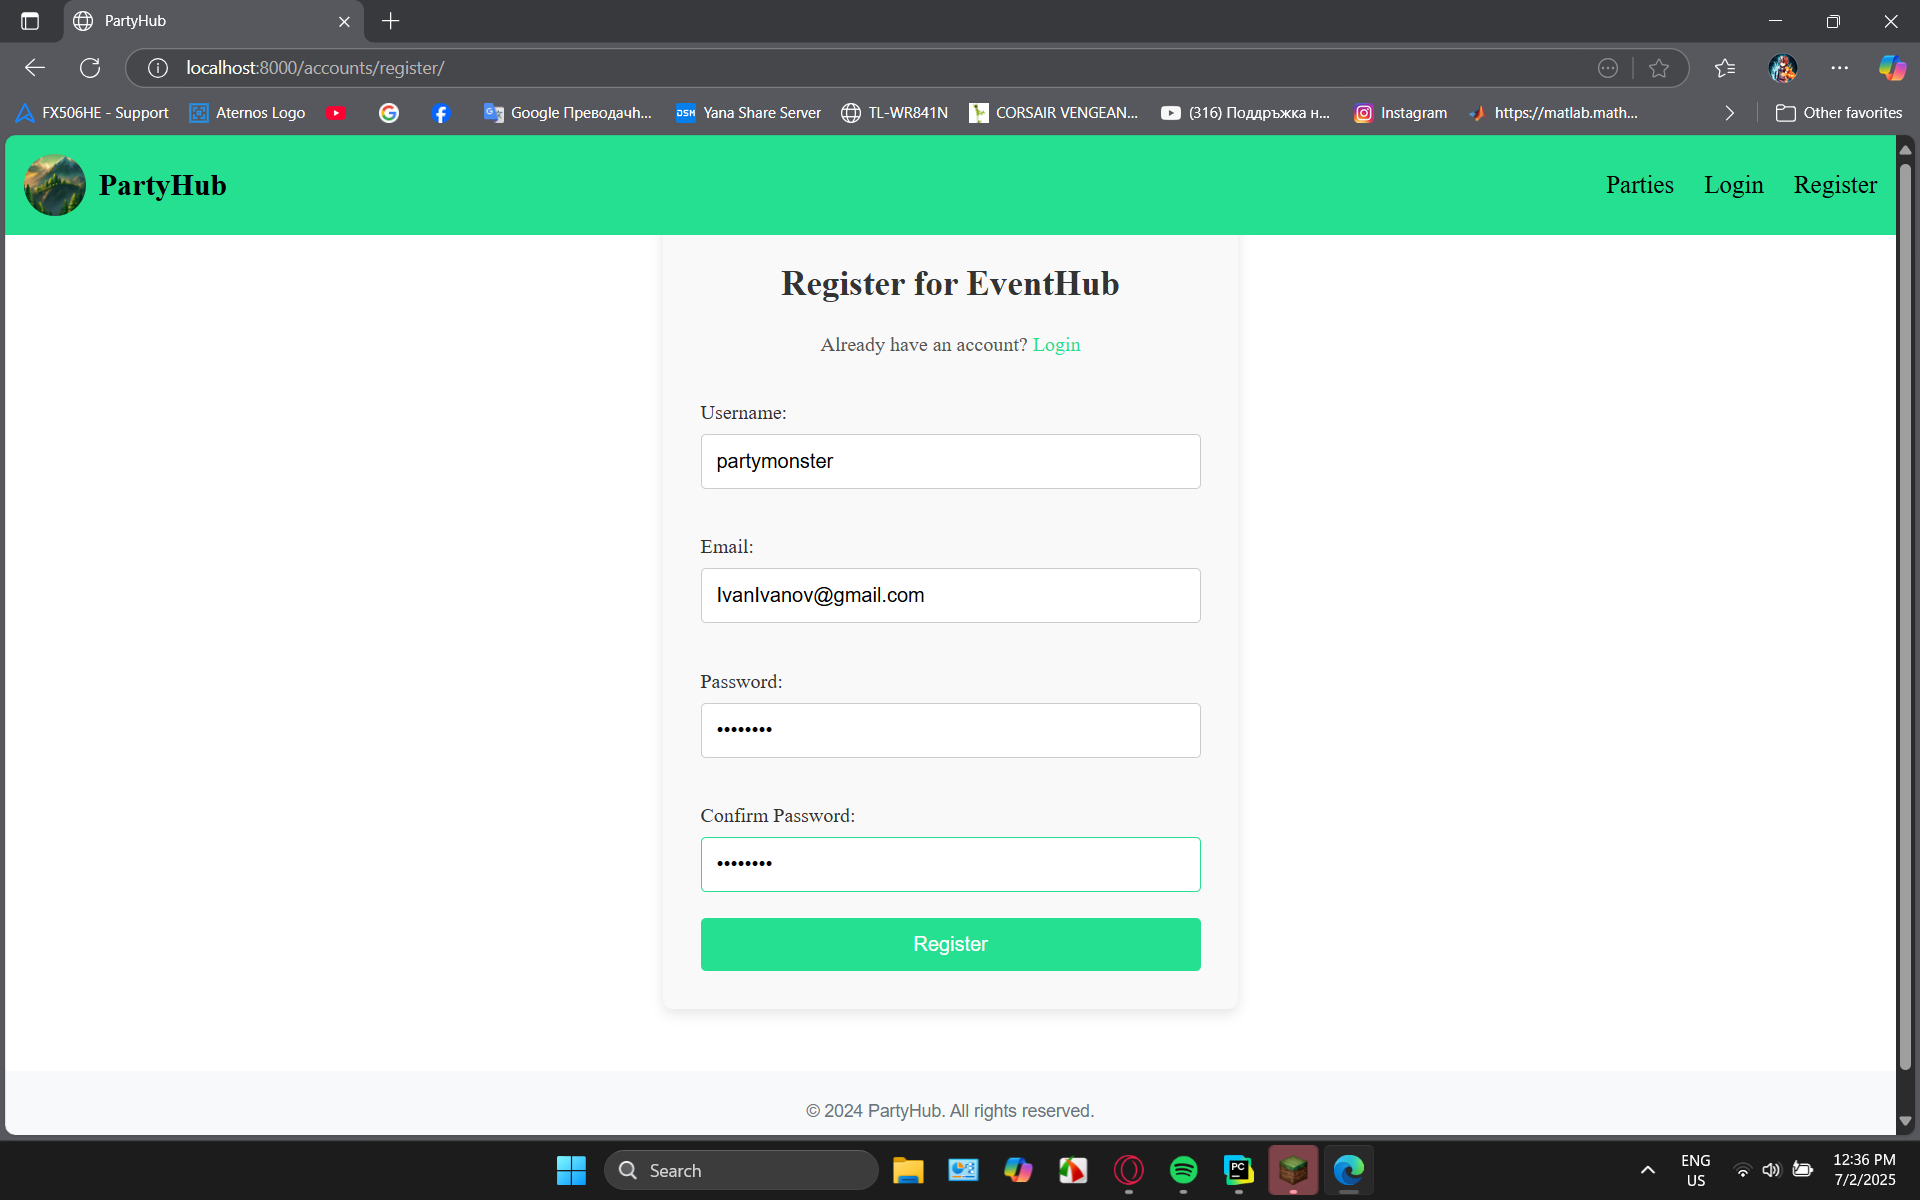 PartyHub
localhost:8000/accounts/register/
FX506HE - Support
Aternos Logo
Google Преводач...
Yana Share Server
TL-WR841N
CORSAIR VENGEAN...
(316) Поддръжка н...
Instagram
https://matlab.math...
Other favorites
PartyHub
Parties
Login
Register
Register for EventHub
Already have an account? Login
Username:
partymonster
Email:
IvanIvanov@gmail.com
Password:
••••••••
Confirm Password:
••••••••
Register
© 2024 PartyHub. All rights reserved.
Search
ENG
US
12:36 PM
7/2/2025